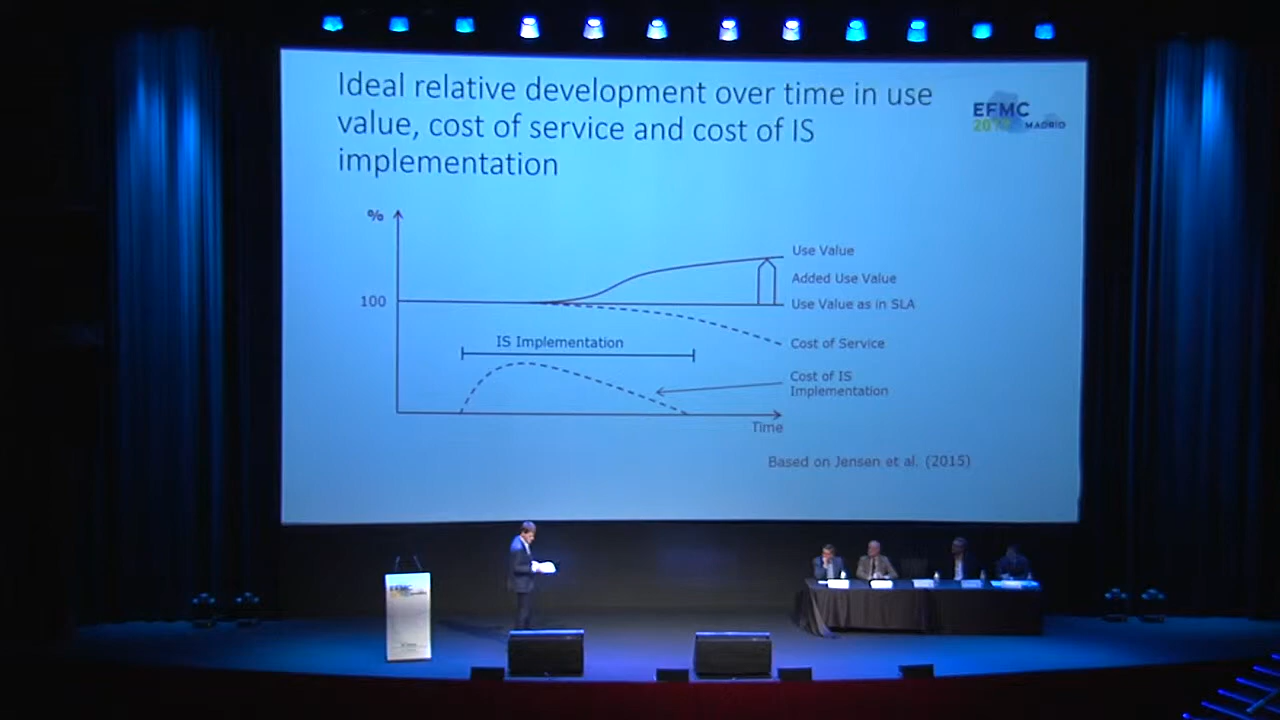 Ideal relative development over time in use
value, cost of service and cost of IS
implementation
EFMC
MADRID
%
Use Value
Added Use Value
100
Use Value as in SLA
IS Implementation
Cost of Service
Cost of IS
Implementation
Time
Based on Jensen et al. (2015)
EFMC